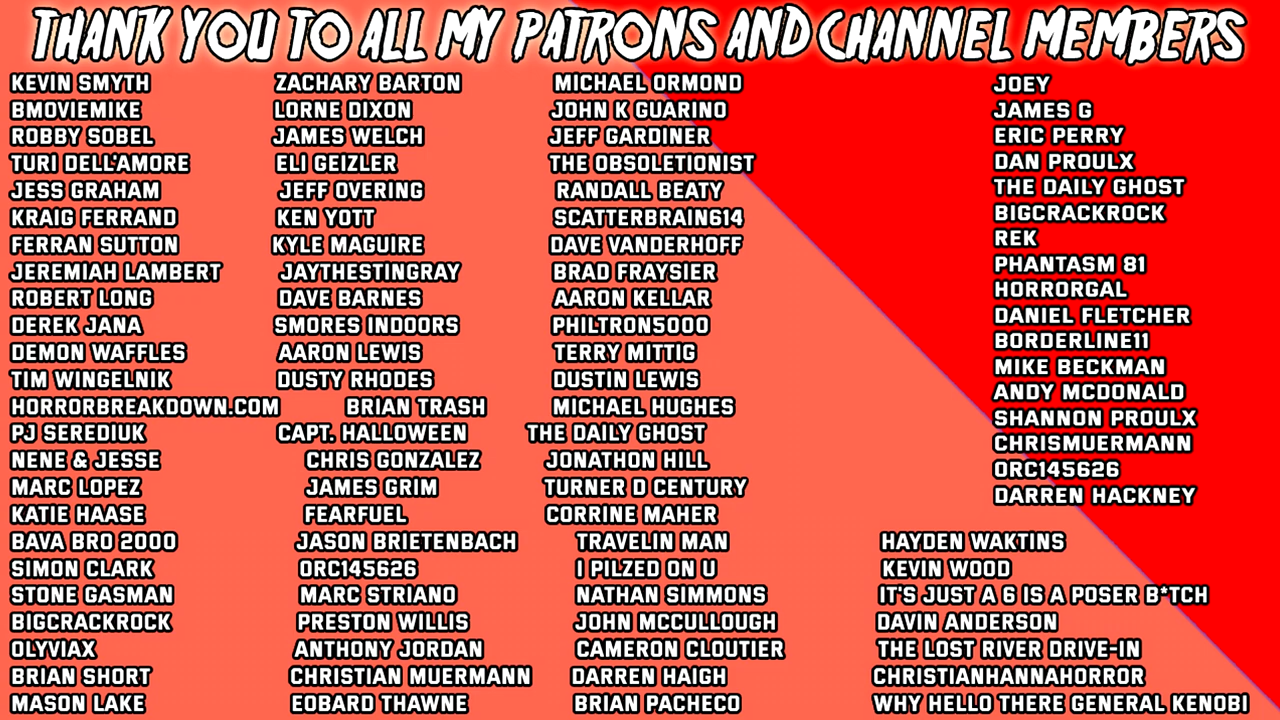 THANK YOU TO ALL MY PATRONS AND CHANNEL MEMBERS
KEVIN SMYTH
BMOVIEMIKE
ROBBY SOBEL
TURI DELL'AMORE
JESS GRAHAM
KRAIG FERRAND
FERRAN SUTTON
JEREMIAH LAMBERT
ROBERT LONG
DEREK JANA
DEMON WAFFLES
TIM WINGELNIK
HORRORBREAKDOWN.COM
PJ SEREDIUK
NENE & JESSE
MARC LOPEZ
KATIE HAASE
BAVA BRO 2000
SIMON CLARK
STONE GASMAN
BIGCRACKROCK
OLYVIAX
BRIAN SHORT
MASON LAKE
ZACHARY BARTON
LORNE DIXON
JAMES WELCH
ELI GEIZLER
JEFF OVERING
KEN YOTT
KYLE MAGUIRE
JAYTHESTINGRAY
DAVE BARNES
SMORES INDOORS
AARON LEWIS
DUSTY RHODES
BRIAN TRASH
CAPT. HALLOWEEN
CHRIS GONZALEZ
JAMES GRIM
FEARFUEL
JASON BRIETENBACH
ORC145626
MARC STRIANO
PRESTON WILLIS
ANTHONY JORDAN
CHRISTIAN MUERMANN
EOBARD THAWNE
MICHAEL ORMOND
JOHN K GUARINO
JEFF GARDINER
THE OBSOLETIONIST
RANDALL BEATY
SCATTERBRAIN614
DAVE VANDERHOFF
BRAD FRAYSIER
AARON KELLAR
PHILTRON5000
TERRY MITTIG
DUSTIN LEWIS
MICHAEL HUGHES
THE DAILY GHOST
JONATHON HILL
TURNER D CENTURY
CORRINE MAHER
TRAVELIN MAN
I PILZED ON U
NATHAN SIMMONS
JOHN MCCULLOUGH
CAMERON CLOUTIER
DARREN HAIGH
BRIAN PACHECO
JOEY
JAMES G
ERIC PERRY
DAN PROULX
THE DAILY GHOST
BIGCRACKROCK
REK
PHANTASM 81
HORRORGAL
DANIEL FLETCHER
BORDERLINE11
MIKE BECKMAN
ANDY MCDONALD
SHANNON PROULX
CHRISMUERMANN
ORC145626
DARREN HACKNEY
HAYDEN WAKTINS
KEVIN WOOD
IT'S JUST A 6 IS A POSER B*TCH
DAVIN ANDERSON
THE LOST RIVER DRIVE-IN
CHRISTIANHANNAHORROR
WHY HELLO THERE GENERAL KENOBI